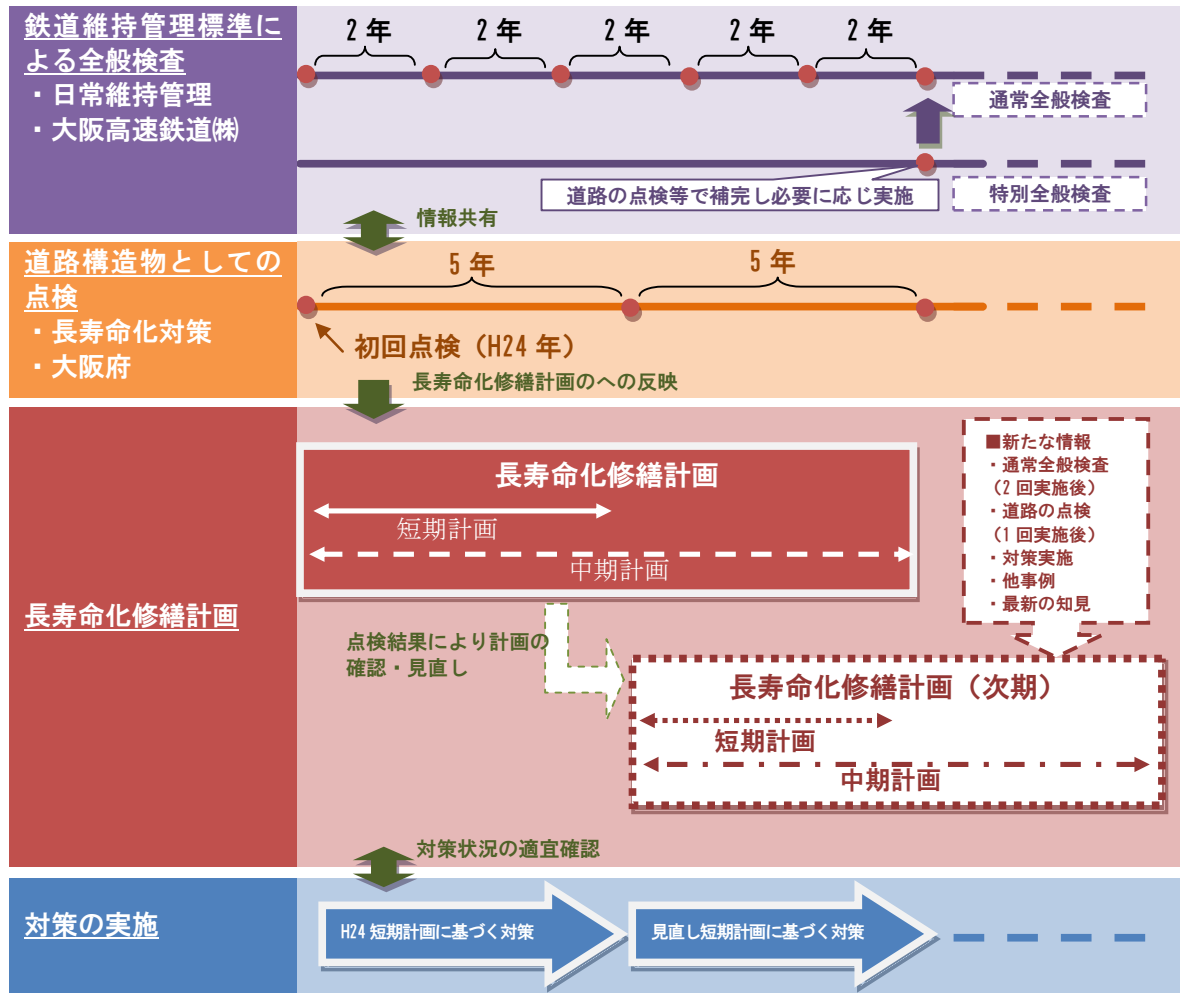 鉄道維持管理標準に
よる全般検査
・日常維持管理
・大阪高速鉄道㈱
2 年
2 年
2 年
2 年
2 年
通常全般検査
道路の点検等で補完し必要に応じ実施
特別全般検査
情報共有
道路構造物としての
点検
・長寿命化対策
・大阪府
5 年
5 年
初回点検（H24 年）
長寿命化修繕計画のへの反映
長寿命化修繕計画
長寿命化修繕計画
短期計画
中期計画
■新たな情報
・通常全般検査
（2 回実施後）
・道路の点検
（1 回実施後）
・対策実施
・他事例
・最新の知見
点検結果により計画の
確認・見直し
長寿命化修繕計画（次期）
短期計画
中期計画
対策状況の適宜確認
対策の実施
H24 短期計画に基づく対策
見直し短期計画に基づく対策